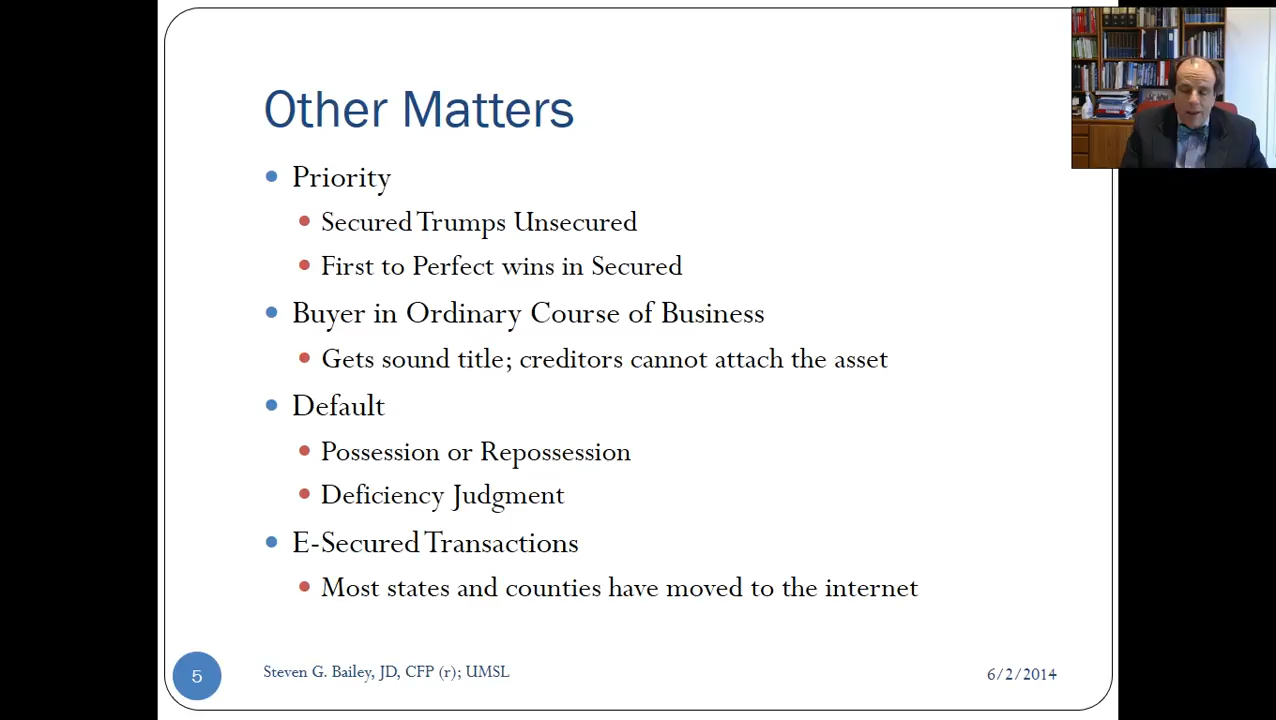 Other Matters
Priority
Secured Trumps Unsecured
First to Perfect wins in Secured
Buyer in Ordinary Course of Business
Gets sound title; creditors cannot attach the asset
Default
Possession or Repossession
Deficiency Judgment
E-Secured Transactions
Most states and counties have moved to the internet
5
Steven G. Bailey, JD, CFP (r); UMSL
6/2/2014